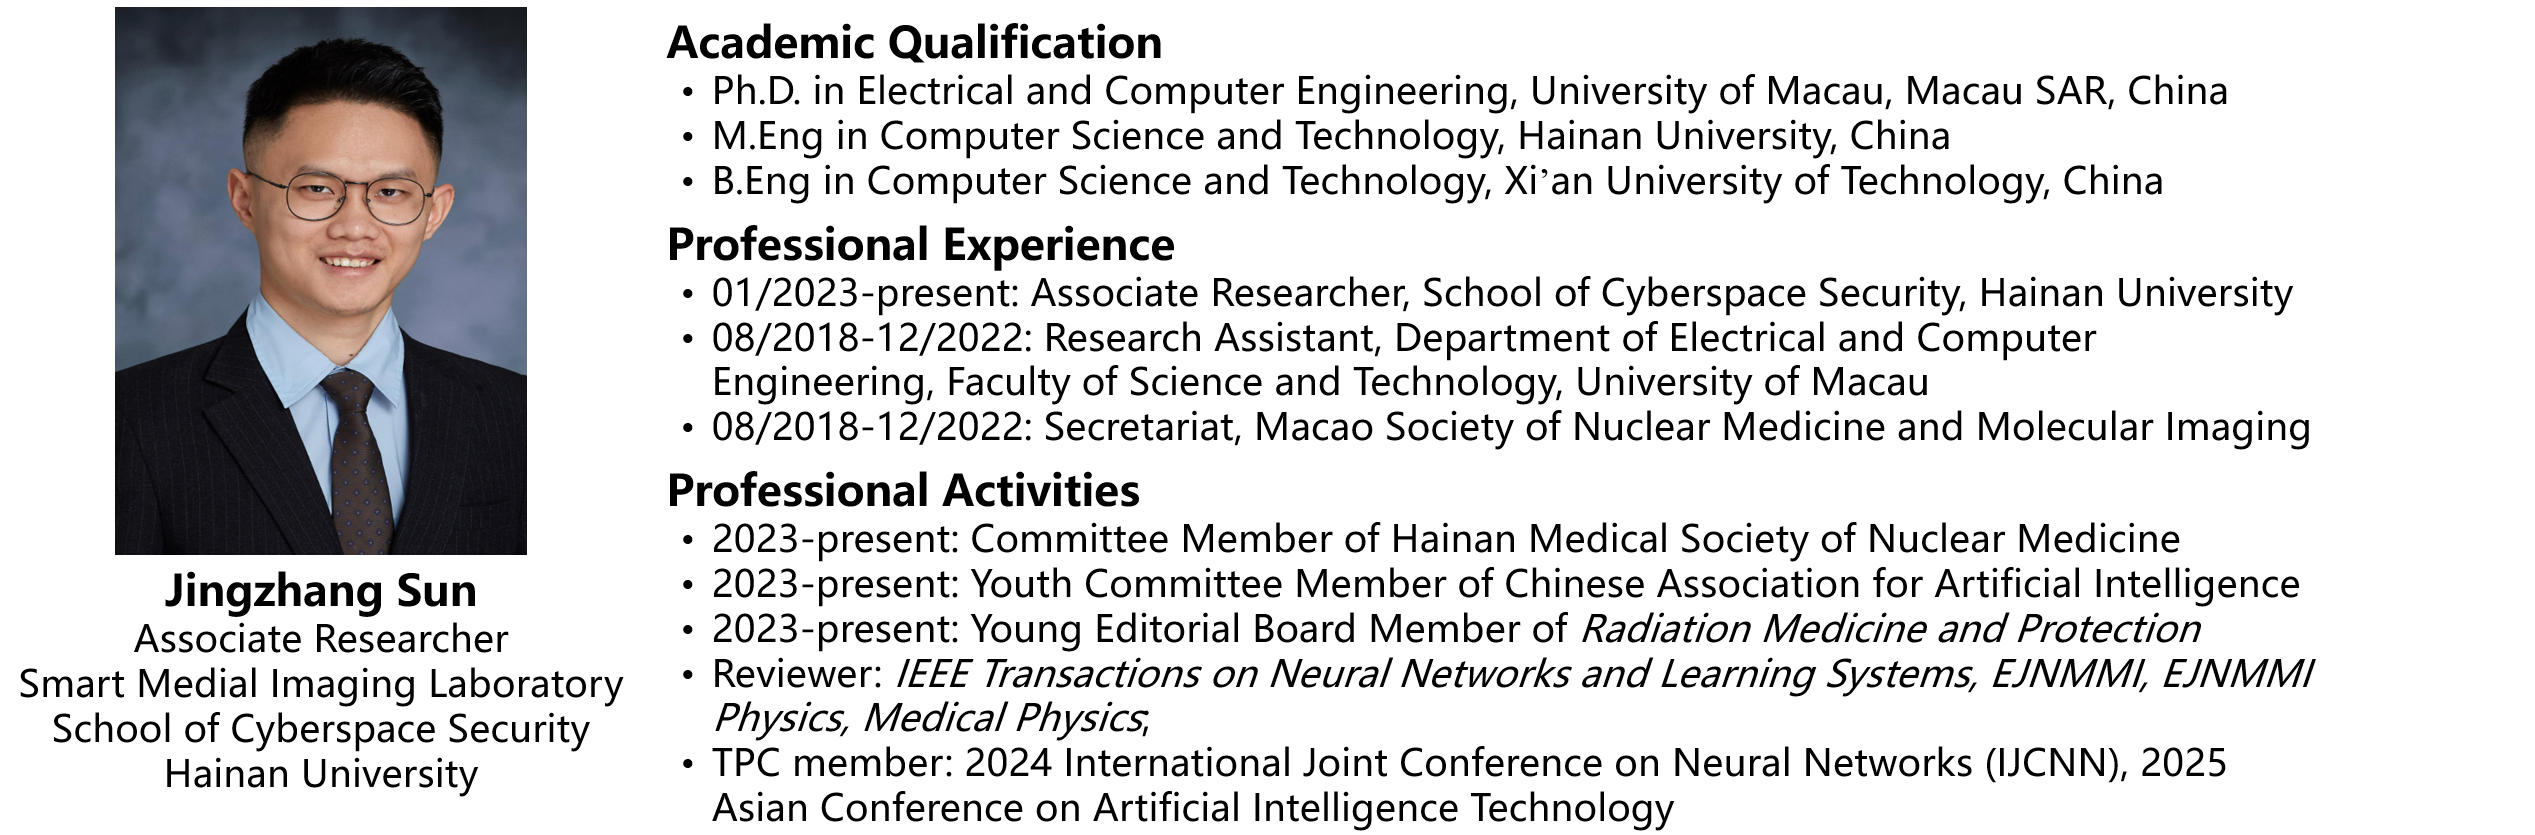 Jingzhang Sun
Associate Researcher
Smart Medial Imaging Laboratory
School of Cyberspace Security
Hainan University
Academic Qualification
• Ph.D. in Electrical and Computer Engineering, University of Macau, Macau SAR, China
• M.Eng in Computer Science and Technology, Hainan University, China
• B.Eng in Computer Science and Technology, Xi’an University of Technology, China
Professional Experience
• 01/2023-present: Associate Researcher, School of Cyberspace Security, Hainan University
• 08/2018-12/2022: Research Assistant, Department of Electrical and Computer
Engineering, Faculty of Science and Technology, University of Macau
• 08/2018-12/2022: Secretariat, Macao Society of Nuclear Medicine and Molecular Imaging
Professional Activities
• 2023-present: Committee Member of Hainan Medical Society of Nuclear Medicine
• 2023-present: Youth Committee Member of Chinese Association for Artificial Intelligence
• 2023-present: Young Editorial Board Member of Radiation Medicine and Protection
• Reviewer: IEEE Transactions on Neural Networks and Learning Systems, EJNMMI, EJNMMI
Physics, Medical Physics;
• TPC member: 2024 International Joint Conference on Neural Networks (IJCNN), 2025
Asian Conference on Artificial Intelligence Technology